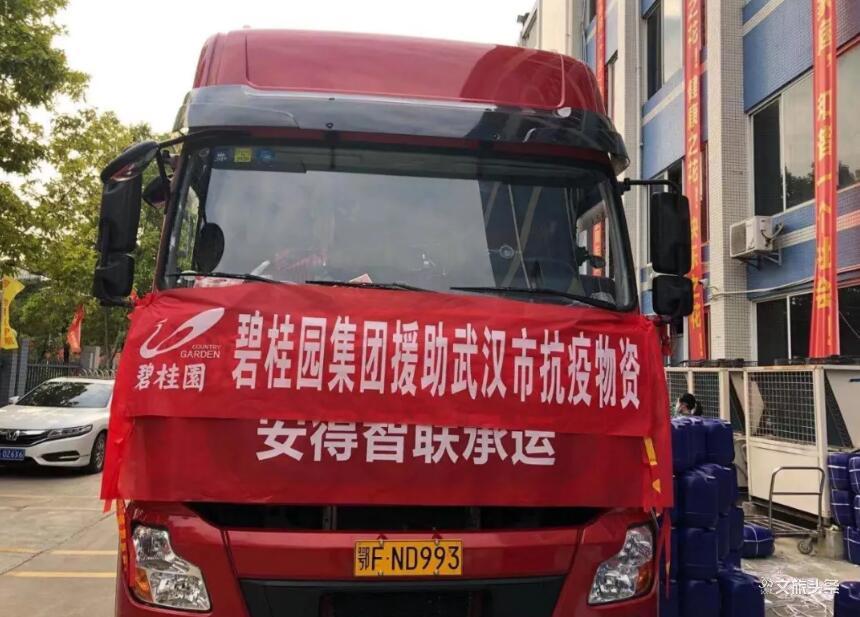 COUNTRY
GARDEN
碧桂園
碧桂园集团援助武汉市抗疫物资
安得智联承运
鄂F·ND993
文旅头条